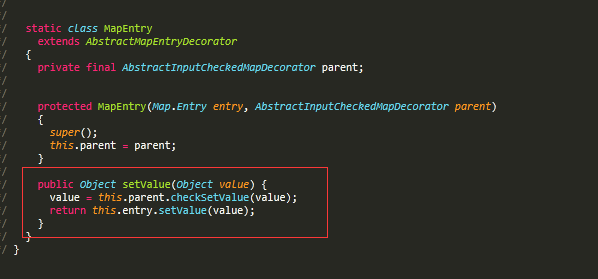 //
//
//   static class MapEntry
//     extends AbstractMapEntryDecorator
//   {
//     private final AbstractInputCheckedMapDecorator parent;
//
//
//     protected MapEntry(Map.Entry entry, AbstractInputCheckedMapDecorator parent)
//     {
//       super();
//       this.parent = parent;
//     }
//
//     public Object setValue(Object value) {
//       value = this.parent.checkSetValue(value);
//       return this.entry.setValue(value);
//     }
//   }
// }